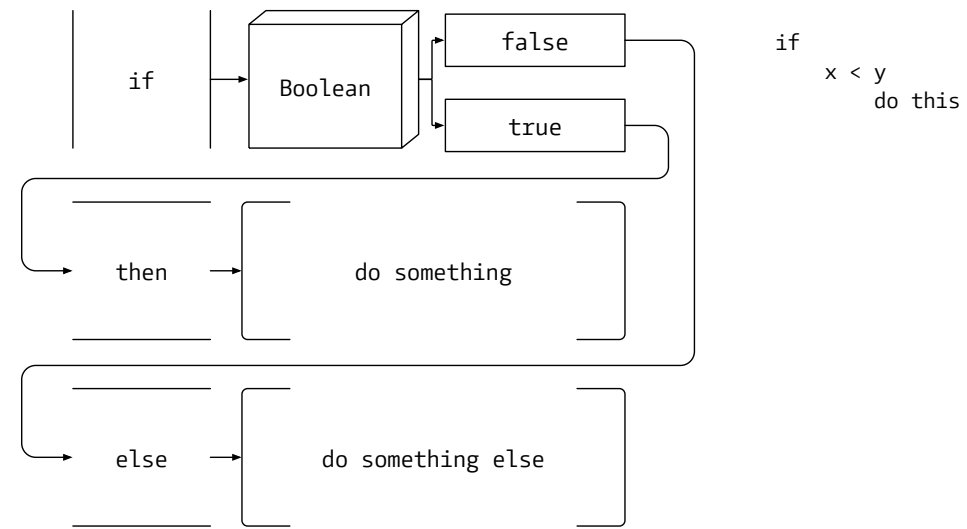 if
Boolean
false
true
then
do something
else
do something else
if
x < y
do this